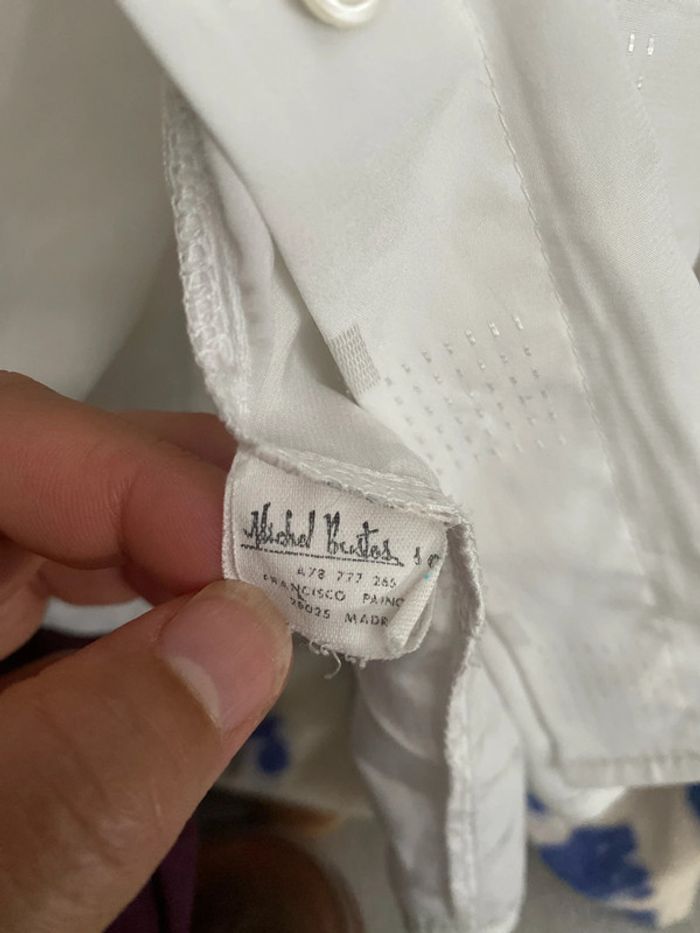 Michel Bustos s a
A78 777 265
FRANCISCO PAINO
28025 MADR